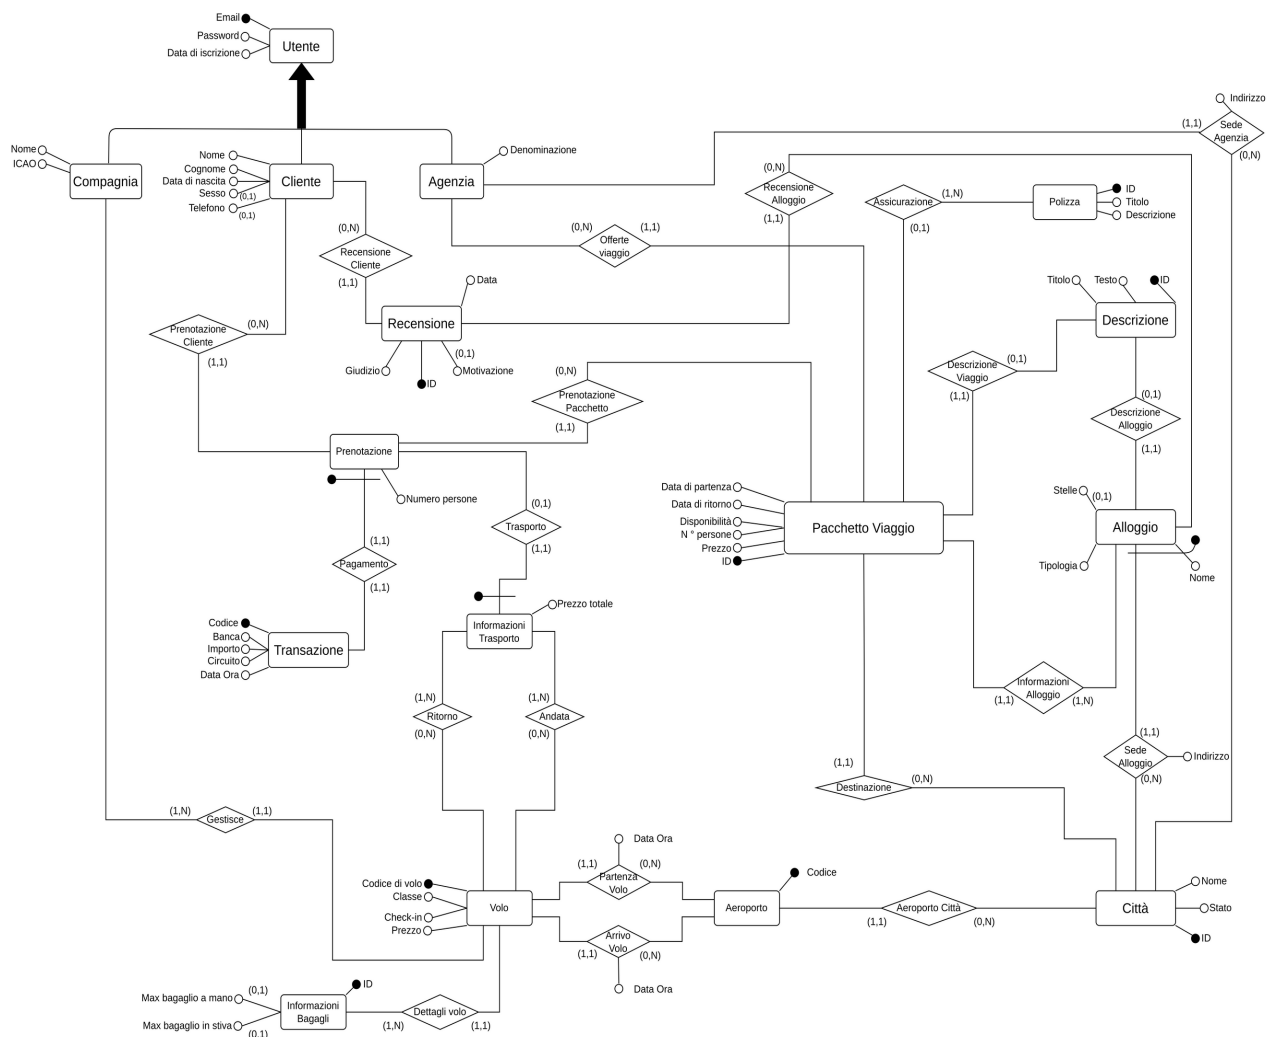 Email
Password
Data di iscrizione
Utente
Nome
ICAO
Compagnia
Nome
Cognome
Data di nascita
Sesso
(0,1)
Telefono
(0,1)
Cliente
Denominazione
Agenzia
Indirizzo
(1,1)
Sede
Agenzia
(0,N)
(0,N)
Recensione
Alloggio
(1,1)
Assicurazione
(1,N)
(0,1)
Polizza
ID
Titolo
Descrizione
(0,N)
Offerte
viaggio
(1,1)
(0,N)
Recensione
Cliente
(1,1)
Data
Recensione
(0,1)
Giudizio
ID
Motivazione
Titolo
Testo
ID
Descrizione
Prenotazione
Cliente
(0,N)
(1,1)
(0,N)
Prenotazione
Pacchetto
(1,1)
Descrizione
Viaggio
(0,1)
(1,1)
(0,1)
Descrizione
Alloggio
(1,1)
Prenotazione
Numero persone
(0,1)
Trasporto
(1,1)
Data di partenza
Data di ritorno
Disponibilità
N ° persone
Prezzo
ID
Pacchetto Viaggio
Stelle
(0,1)
Alloggio
Tipologia
Nome
(1,1)
Pagamento
(1,1)
Prezzo totale
Informazioni
Trasporto
Codice
Banca
Importo
Circuito
Data Ora
Transazione
(1,N)
Ritorno
(0,N)
(1,N)
Andata
(0,N)
Informazioni
Alloggio
(1,1)
(1,N)
(1,1)
Sede
Alloggio
Indirizzo
(0,N)
(1,1)
Destinazione
(0,N)
(1,N)
Gestisce
(1,1)
Data Ora
(1,1)
Partenza
Volo
(0,N)
Codice di volo
Classe
Check-in
Prezzo
Volo
Codice
Aeroporto
Aeroporto Città
(1,1)
(0,N)
Nome
Stato
ID
Città
Arrivo
Volo
(1,1)
(0,N)
Data Ora
Max bagaglio a mano
(0,1)
Max bagaglio in stiva
(0,1)
ID
Informazioni
Bagagli
Dettagli volo
(1,N)
(1,1)